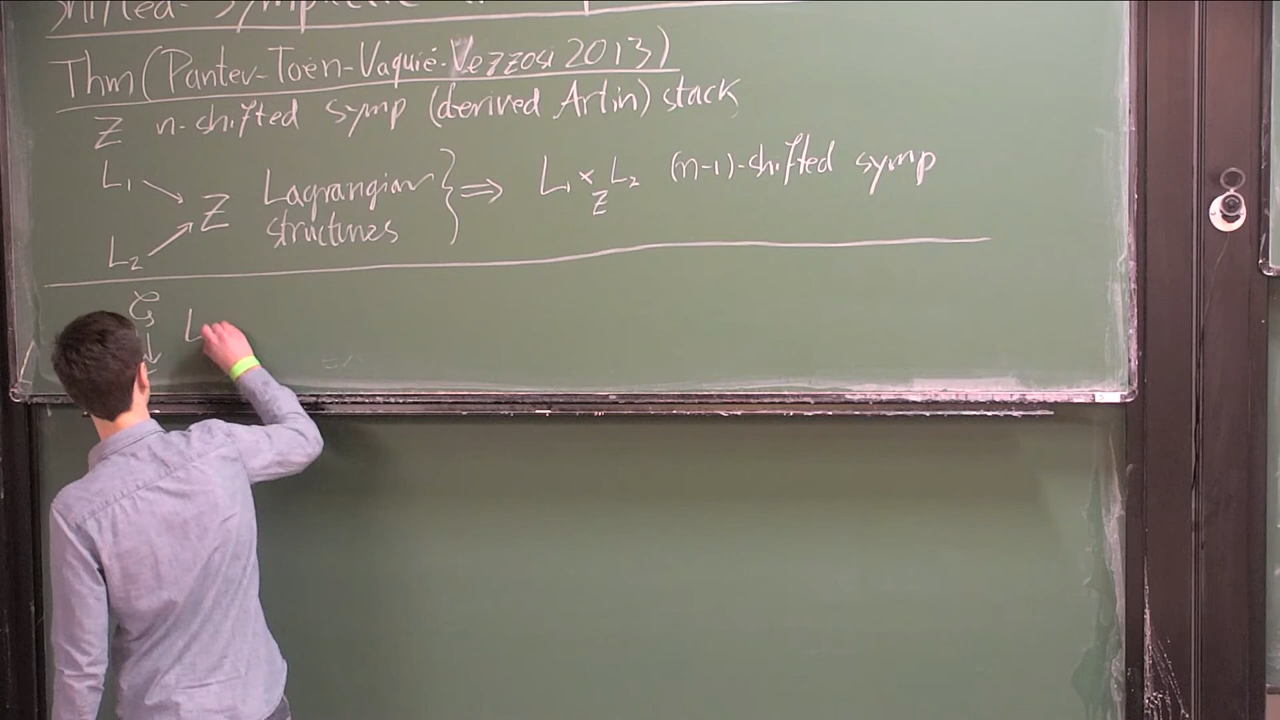 Shifted-Symplectic
Thm (Pantev-Toën-Vaquié-Vezzosi 2013)
Z n-shifted symp (derived Artin) stack
L₁ → Z Lagrangian } ⇒ L₁ ×_Z L₂ (n-1)-shifted symp
L₂ → structures
L